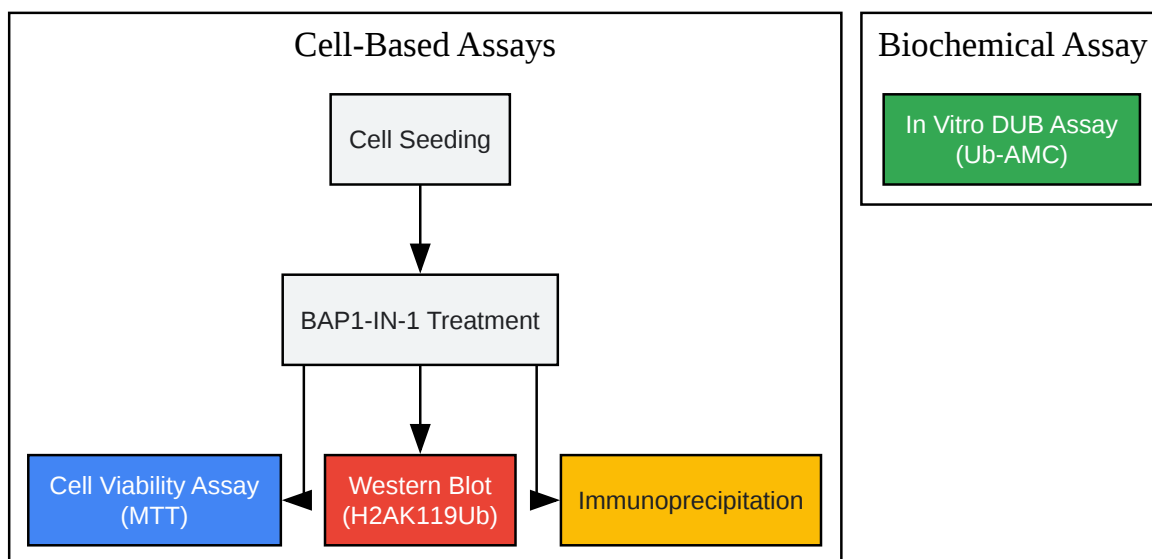 Cell-Based Assays
Cell Seeding
BAP1-IN-1 Treatment
Cell Viability Assay
(MTT)
Western Blot
(H2AK119Ub)
Immunoprecipitation
Biochemical Assay
In Vitro DUB Assay
(Ub-AMC)